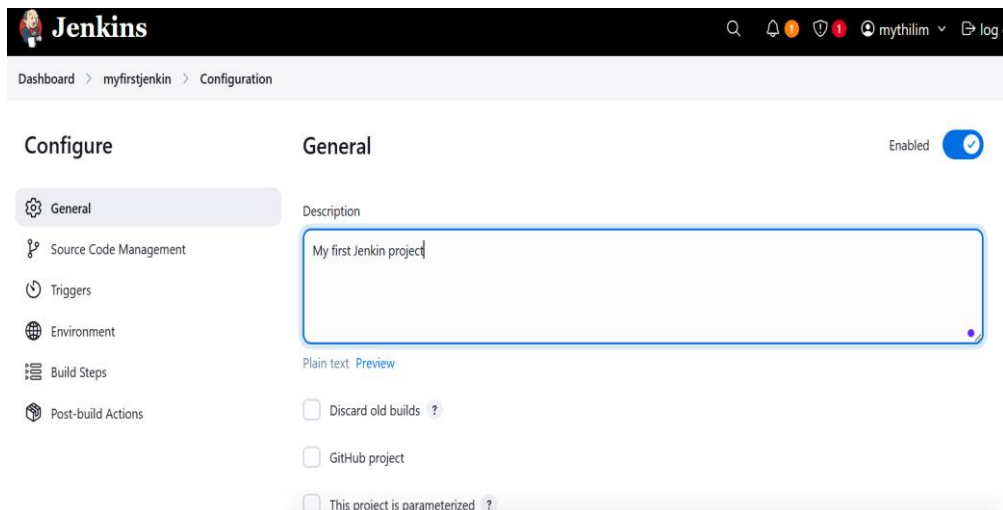 Jenkins
1 1 mythilim log
Dashboard > myfirstjenkin > Configuration
Configure
General
Source Code Management
Triggers
Environment
Build Steps
Post-build Actions
General
Enabled
Description
My first Jenkin project
Plain text Preview
Discard old builds ?
GitHub project
This project is parameterized ?